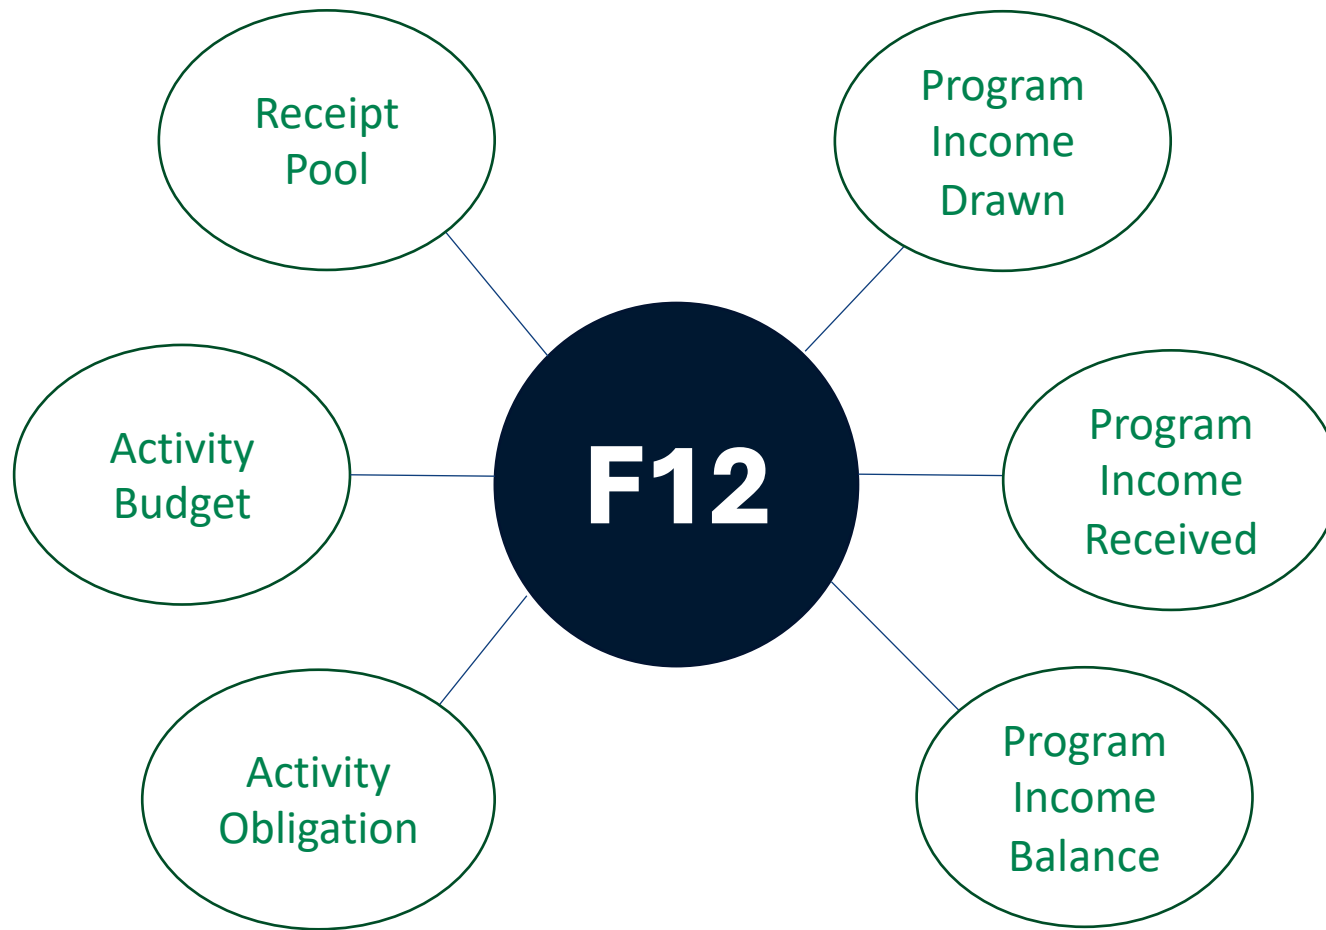 Receipt
Pool
Program
Income
Drawn
Activity
Budget
F12
Program
Income
Received
Activity
Obligation
Program
Income
Balance